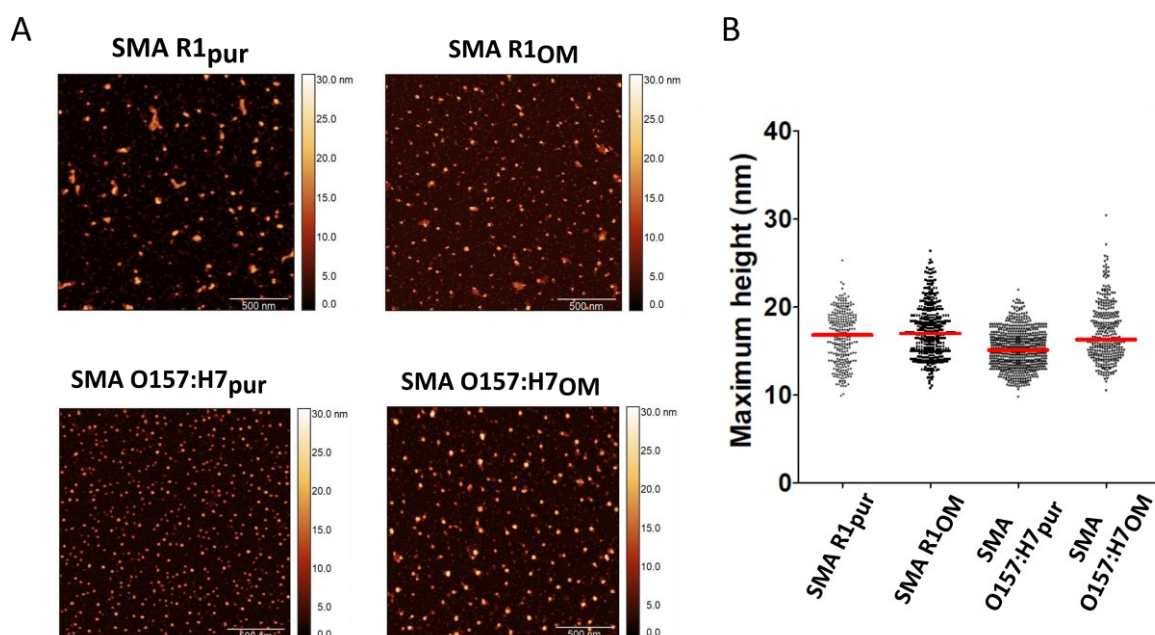 A
SMA R1pur
30.0 nm
25.0
20.0
15.0
10.0
5.0
0.0
500 nm
SMA R1OM
30.0 nm
25.0
20.0
15.0
10.0
5.0
0.0
500 nm
SMA O157:H7pur
30.0 nm
25.0
20.0
15.0
10.0
5.0
0.0
SMA O157:H7OM
30.0 nm
25.0
20.0
15.0
10.0
5.0
0.0
500 nm
B
Maximum height (nm)
40
30
20
10
0
SMA R1pur
SMA R1OM
SMA
O157:H7pur
SMA
O157:H7OM